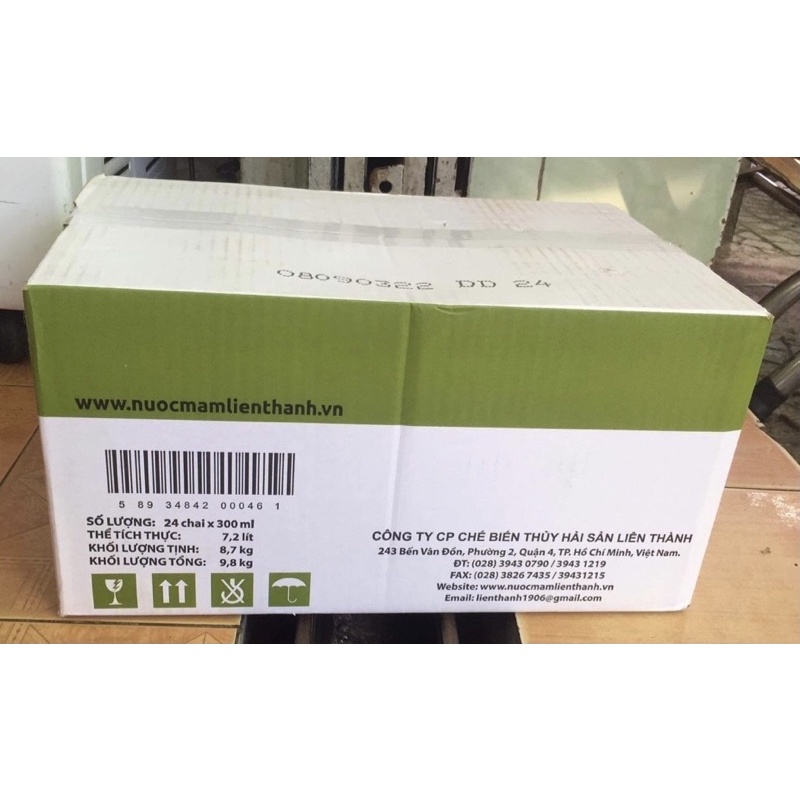 08090322 DD 24
www.nuocmamlienthanh.vn
5 89 34842 00046 1
SỐ LƯỢNG: 24 chai x 300 ml
THỂ TÍCH THỰC: 7,2 lít
KHỐI LƯỢNG TỊNH: 8,7 kg
KHỐI LƯỢNG TỔNG: 9,8 kg
CÔNG TY CP CHẾ BIẾN THỦY HẢI SẢN LIÊN THÀNH
243 Bến Vân Đồn, Phường 2, Quận 4, TP. Hồ Chí Minh, Việt Nam.
ĐT: (028) 3943 0790 / 3943 1219
FAX: (028) 3826 7435 / 39431215
Website: www.nuocmamlienthanh.vn
Email: lienthanh1906@gmail.com